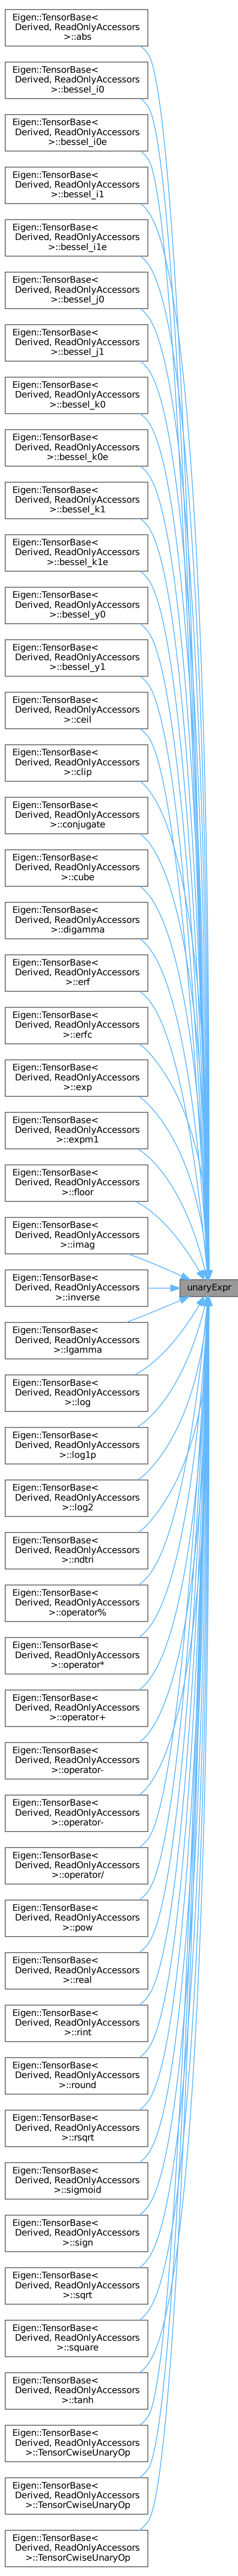 Eigen::TensorBase<
Derived, ReadOnlyAccessors
>::abs
Eigen::TensorBase<
Derived, ReadOnlyAccessors
>::bessel_i0
Eigen::TensorBase<
Derived, ReadOnlyAccessors
>::bessel_i0e
Eigen::TensorBase<
Derived, ReadOnlyAccessors
>::bessel_i1
Eigen::TensorBase<
Derived, ReadOnlyAccessors
>::bessel_i1e
Eigen::TensorBase<
Derived, ReadOnlyAccessors
>::bessel_j0
Eigen::TensorBase<
Derived, ReadOnlyAccessors
>::bessel_j1
Eigen::TensorBase<
Derived, ReadOnlyAccessors
>::bessel_k0
Eigen::TensorBase<
Derived, ReadOnlyAccessors
>::bessel_k0e
Eigen::TensorBase<
Derived, ReadOnlyAccessors
>::bessel_k1
Eigen::TensorBase<
Derived, ReadOnlyAccessors
>::bessel_k1e
Eigen::TensorBase<
Derived, ReadOnlyAccessors
>::bessel_y0
Eigen::TensorBase<
Derived, ReadOnlyAccessors
>::bessel_y1
Eigen::TensorBase<
Derived, ReadOnlyAccessors
>::ceil
Eigen::TensorBase<
Derived, ReadOnlyAccessors
>::clip
Eigen::TensorBase<
Derived, ReadOnlyAccessors
>::conjugate
Eigen::TensorBase<
Derived, ReadOnlyAccessors
>::cube
Eigen::TensorBase<
Derived, ReadOnlyAccessors
>::digamma
Eigen::TensorBase<
Derived, ReadOnlyAccessors
>::erf
Eigen::TensorBase<
Derived, ReadOnlyAccessors
>::erfc
Eigen::TensorBase<
Derived, ReadOnlyAccessors
>::exp
Eigen::TensorBase<
Derived, ReadOnlyAccessors
>::expm1
Eigen::TensorBase<
Derived, ReadOnlyAccessors
>::floor
Eigen::TensorBase<
Derived, ReadOnlyAccessors
>::imag
unaryExpr
Eigen::TensorBase<
Derived, ReadOnlyAccessors
>::inverse
Eigen::TensorBase<
Derived, ReadOnlyAccessors
>::lgamma
Eigen::TensorBase<
Derived, ReadOnlyAccessors
>::log
Eigen::TensorBase<
Derived, ReadOnlyAccessors
>::log1p
Eigen::TensorBase<
Derived, ReadOnlyAccessors
>::log2
Eigen::TensorBase<
Derived, ReadOnlyAccessors
>::ndtri
Eigen::TensorBase<
Derived, ReadOnlyAccessors
>::operator%
Eigen::TensorBase<
Derived, ReadOnlyAccessors
>::operator*
Eigen::TensorBase<
Derived, ReadOnlyAccessors
>::operator+
Eigen::TensorBase<
Derived, ReadOnlyAccessors
>::operator-
Eigen::TensorBase<
Derived, ReadOnlyAccessors
>::operator-
Eigen::TensorBase<
Derived, ReadOnlyAccessors
>::operator/
Eigen::TensorBase<
Derived, ReadOnlyAccessors
>::pow
Eigen::TensorBase<
Derived, ReadOnlyAccessors
>::real
Eigen::TensorBase<
Derived, ReadOnlyAccessors
>::rint
Eigen::TensorBase<
Derived, ReadOnlyAccessors
>::round
Eigen::TensorBase<
Derived, ReadOnlyAccessors
>::rsqrt
Eigen::TensorBase<
Derived, ReadOnlyAccessors
>::sigmoid
Eigen::TensorBase<
Derived, ReadOnlyAccessors
>::sign
Eigen::TensorBase<
Derived, ReadOnlyAccessors
>::sqrt
Eigen::TensorBase<
Derived, ReadOnlyAccessors
>::square
Eigen::TensorBase<
Derived, ReadOnlyAccessors
>::tanh
Eigen::TensorBase<
Derived, ReadOnlyAccessors
>::TensorCwiseUnaryOp
Eigen::TensorBase<
Derived, ReadOnlyAccessors
>::TensorCwiseUnaryOp
Eigen::TensorBase<
Derived, ReadOnlyAccessors
>::TensorCwiseUnaryOp